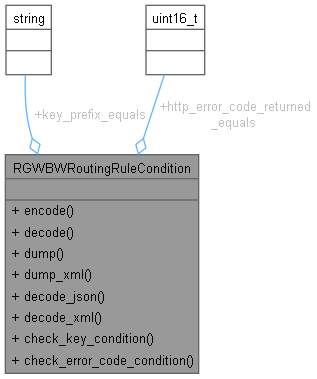 string
uint16_t
+key_prefix_equals
+http_error_code_returned
_equals
RGWBWRoutingRuleCondition
+ encode()
+ decode()
+ dump()
+ dump_xml()
+ decode_json()
+ decode_xml()
+ check_key_condition()
+ check_error_code_condition()